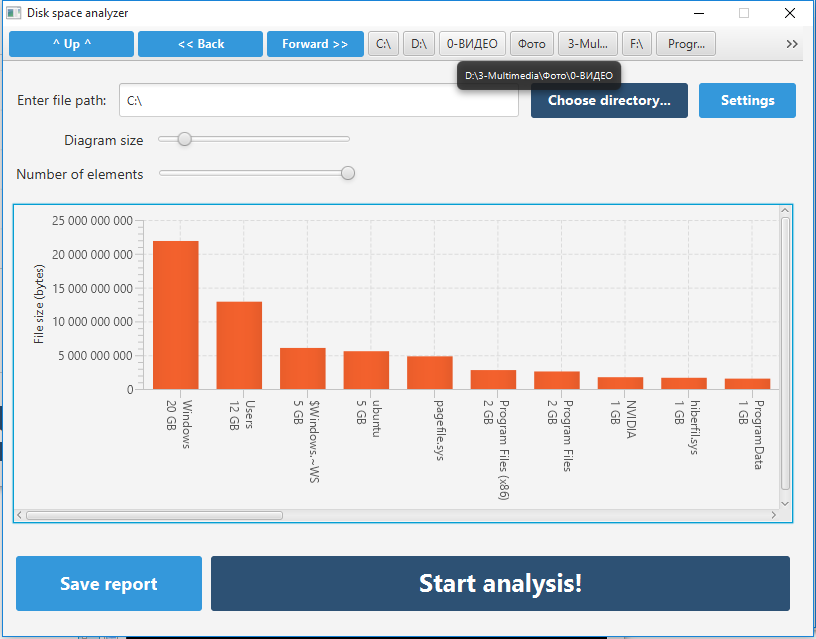 Disk space analyzer
^ Up ^
<< Back
Forward >>
C:\
D:\
0-ВИДЕО
Фото
3-Mul...
F:\
Progr...
>>
D:\3-Multimedia\Фото\0-ВИДЕО
Enter file path:
C:\
Choose directory...
Settings
Diagram size
Number of elements
File size (bytes)
25 000 000 000
20 000 000 000
15 000 000 000
10 000 000 000
5 000 000 000
0
Windows
20 GB
Users
12 GB
$Windows.~WS
5 GB
ubuntu
5 GB
pagefile.sys
Program Files (x86)
2 GB
Program Files
2 GB
NVIDIA
1 GB
hiberfil.sys
1 GB
ProgramData
1 GB
Save report
Start analysis!